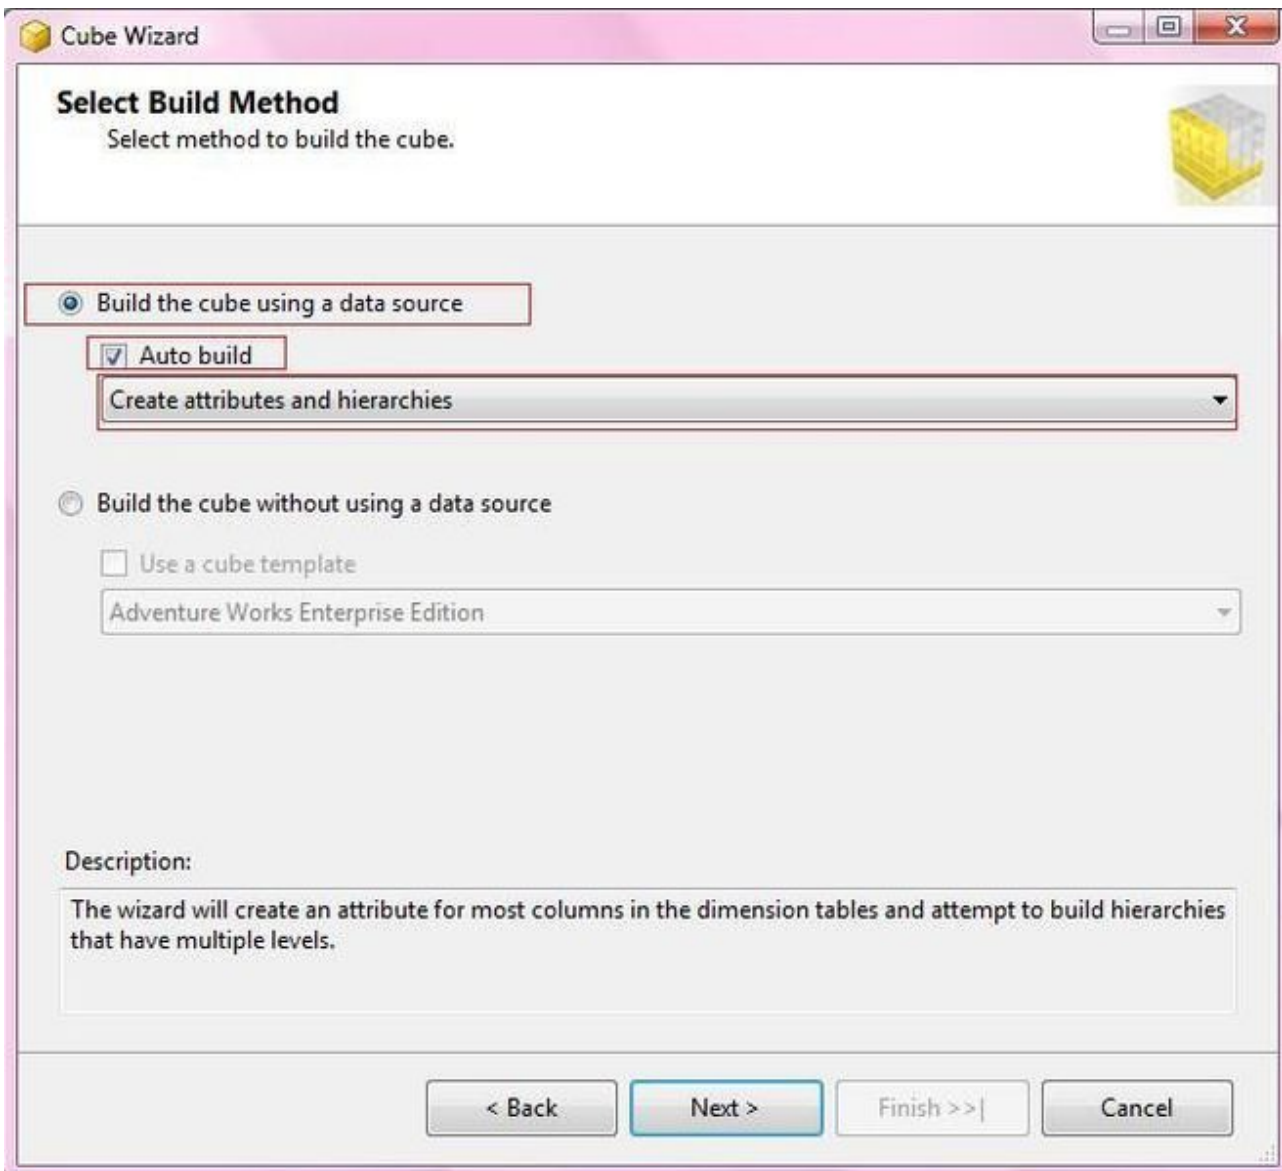 Cube Wizard
Select Build Method
Select method to build the cube.
Build the cube using a data source
Auto build
Create attributes and hierarchies
Build the cube without using a data source
Use a cube template
Adventure Works Enterprise Edition
Description:
The wizard will create an attribute for most columns in the dimension tables and attempt to build hierarchies
that have multiple levels.
< Back
Next >
Finish >>|
Cancel